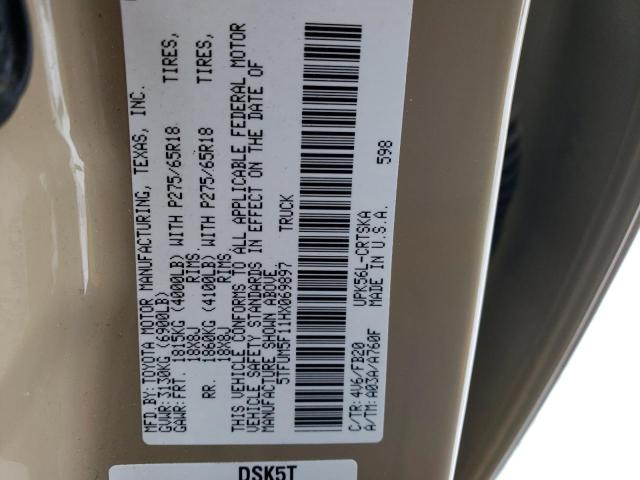 MFD.BY:TOYOTA MOTOR MANUFACTURING, TEXAS, INC.
GVWR: 3130KG (6900LB)
GAWR: FRT. 1815KG (4000LB) WITH P275/65R18 TIRES,
18X8J RIMS
RR. 1860KG (4100LB) WITH P275/65R18 TIRES,
18X8J RIMS
THIS VEHICLE CONFORMS TO ALL APPLICABLE FEDERAL MOTOR
VEHICLE SAFETY STANDARDS IN EFFECT ON THE DATE OF
MANUFACTURE SHOWN ABOVE.
5TFUM5F11HX069897 TRUCK
C/TR: 4V6/FB20 UPK56L-CRTSKA 598
A/TM: A03A/A760F MADE IN U.S.A.
DSK5T